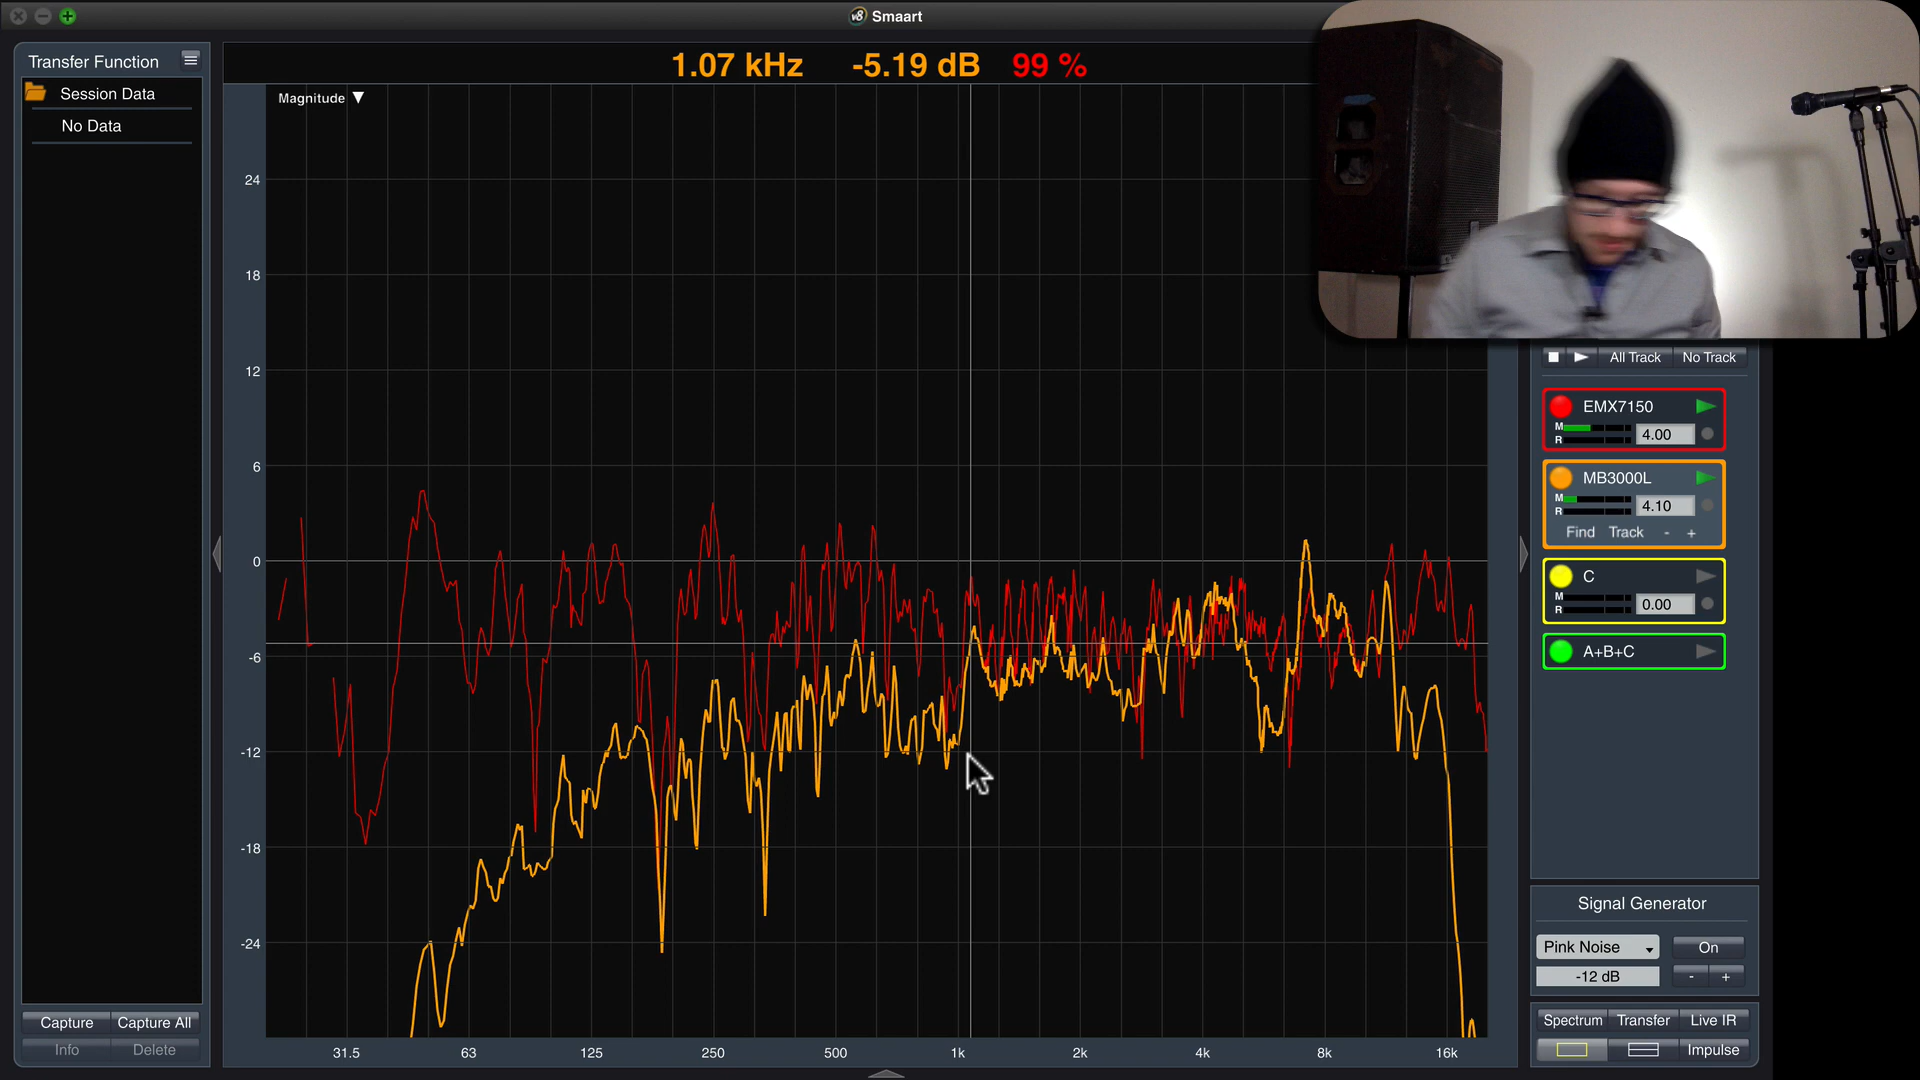 v8 Smaart
Transfer Function
Session Data
No Data
1.07 kHz -5.19 dB 99 %
Magnitude
24
18
12
6
0
-6
-12
-18
-24
31.5 63 125 250 500 1k 2k 4k 8k 16k
Capture Capture All
Info Delete
All Track No Track
EMX7150
M
R 4.00
MB3000L
M
R 4.10
Find Track - +
C
M
R 0.00
A+B+C
Signal Generator
Pink Noise On
-12 dB - +
Spectrum Transfer Live IR
Impulse